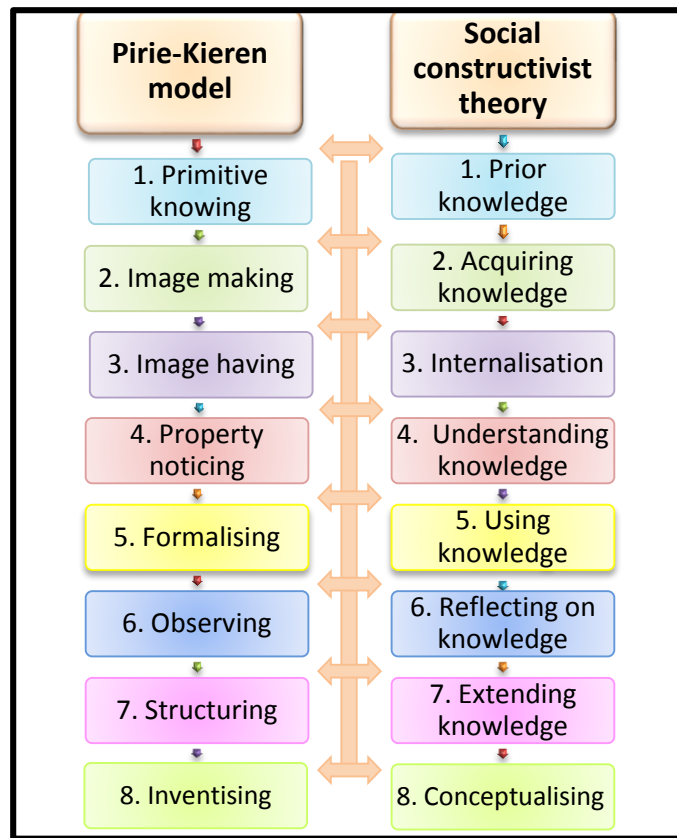 Pirie-Kieren
model
1. Primitive
knowing
2. Image making
3. Image having
4. Property
noticing
5. Formalising
6. Observing
7. Structuring
8. Inventising
Social
constructivist
theory
1. Prior
knowledge
2. Acquiring
knowledge
3. Internalisation
4. Understanding
knowledge
5. Using
knowledge
6. Reflecting on
knowledge
7. Extending
knowledge
8. Conceptualising